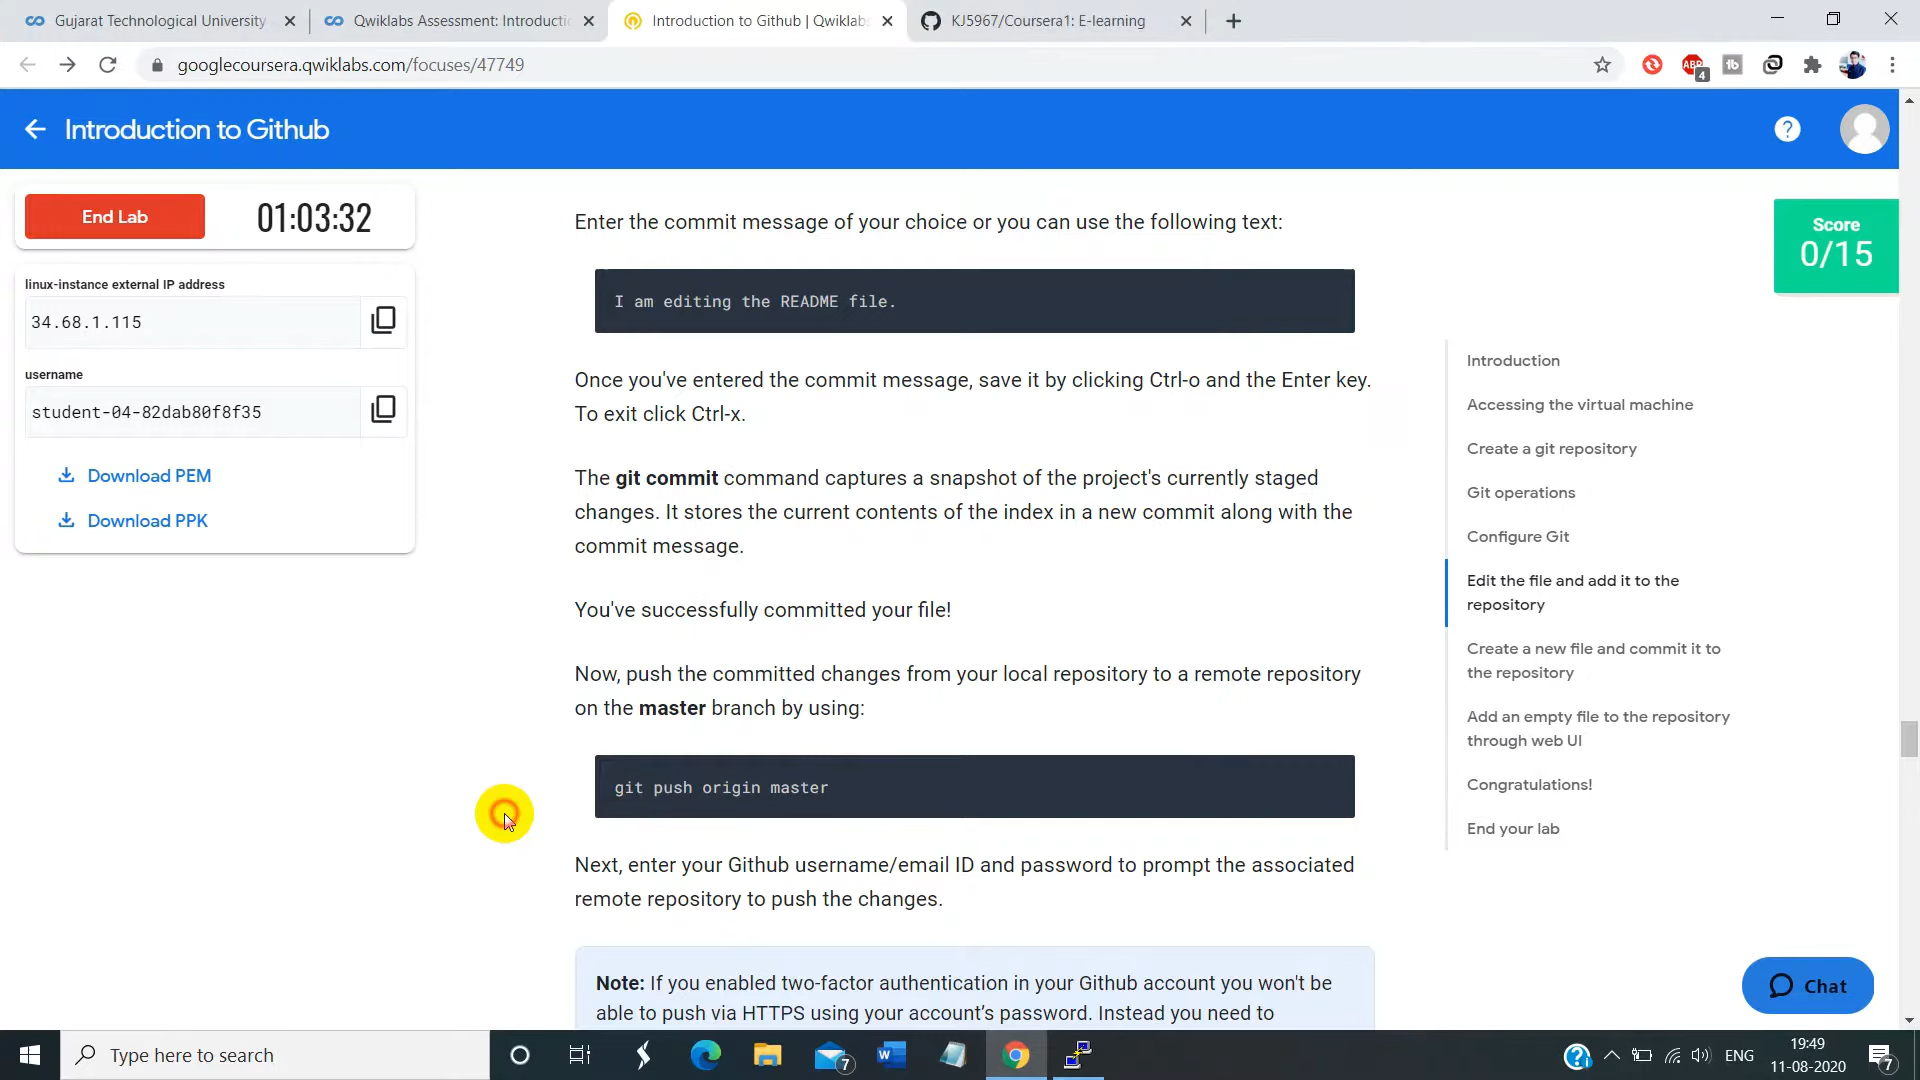 Gujarat Technological University
Qwiklabs Assessment: Introducti
Introduction to Github | Qwiklabs
KJ5967/Coursera1: E-learning
googlecoursera.qwiklabs.com/focuses/47749
ABP
4
Introduction to Github
?
End Lab
01:03:32
linux-instance external IP address
34.68.1.115
username
student-04-82dab80f8f35
Download PEM
Download PPK
Enter the commit message of your choice or you can use the following text:
I am editing the README file.
Once you've entered the commit message, save it by clicking Ctrl-o and the Enter key.
To exit click Ctrl-x.
The git commit command captures a snapshot of the project's currently staged
changes. It stores the current contents of the index in a new commit along with the
commit message.
You've successfully committed your file!
Now, push the committed changes from your local repository to a remote repository
on the master branch by using:
git push origin master
Next, enter your Github username/email ID and password to prompt the associated
remote repository to push the changes.
Note: If you enabled two-factor authentication in your Github account you won't be
able to push via HTTPS using your account's password. Instead you need to
Score
0/15
Introduction
Accessing the virtual machine
Create a git repository
Git operations
Configure Git
Edit the file and add it to the
repository
Create a new file and commit it to
the repository
Add an empty file to the repository
through web UI
Congratulations!
End your lab
Chat
Type here to search
7
ENG
19:49
11-08-2020
7